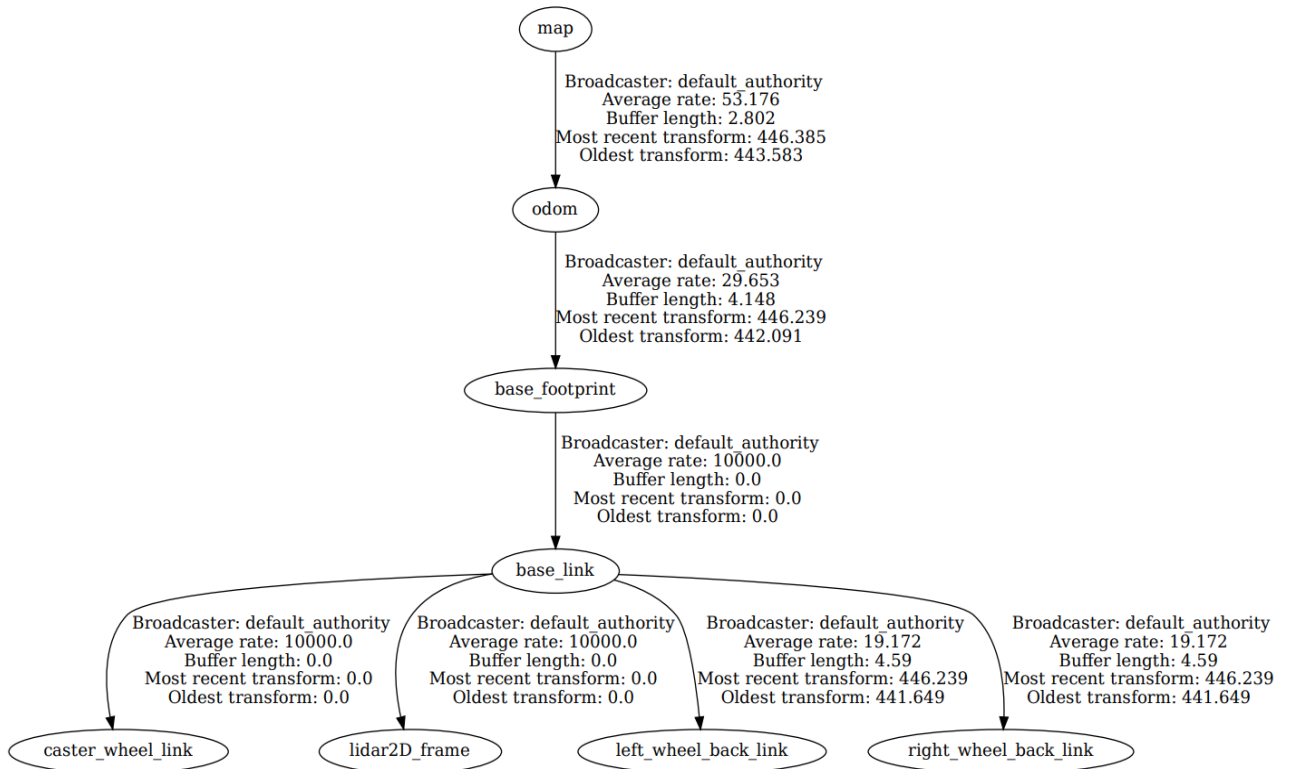 map
Broadcaster: default_authority
Average rate: 53.176
Buffer length: 2.802
Most recent transform: 446.385
Oldest transform: 443.583
odom
Broadcaster: default_authority
Average rate: 29.653
Buffer length: 4.148
Most recent transform: 446.239
Oldest transform: 442.091
base_footprint
Broadcaster: default_authority
Average rate: 10000.0
Buffer length: 0.0
Most recent transform: 0.0
Oldest transform: 0.0
base_link
Broadcaster: default_authority
Average rate: 10000.0
Buffer length: 0.0
Most recent transform: 0.0
Oldest transform: 0.0
Broadcaster: default_authority
Average rate: 10000.0
Buffer length: 0.0
Most recent transform: 0.0
Oldest transform: 0.0
Broadcaster: default_authority
Average rate: 19.172
Buffer length: 4.59
Most recent transform: 446.239
Oldest transform: 441.649
Broadcaster: default_authority
Average rate: 19.172
Buffer length: 4.59
Most recent transform: 446.239
Oldest transform: 441.649
caster_wheel_link
lidar2D_frame
left_wheel_back_link
right_wheel_back_link